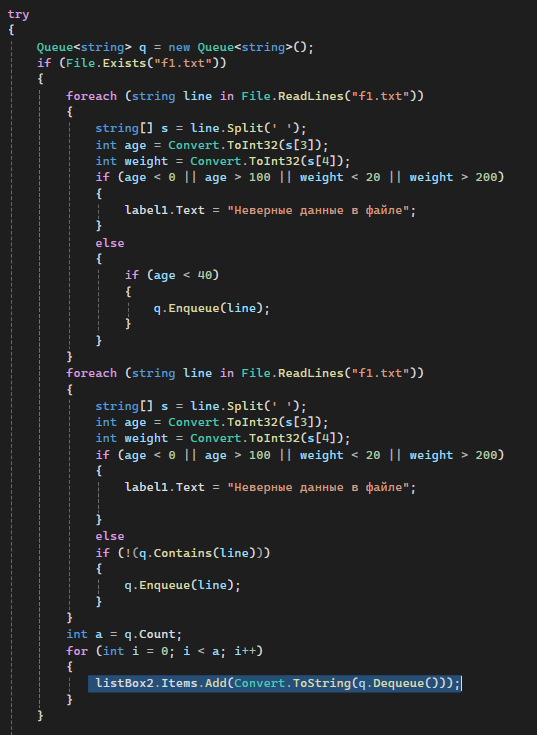 try
{
Queue<string> q = new Queue<string>();
if (File.Exists("f1.txt"))
{
foreach (string line in File.ReadLines("f1.txt"))
{
string[] s = line.Split(' ');
int age = Convert.ToInt32(s[3]);
int weight = Convert.ToInt32(s[4]);
if (age < 0 || age > 100 || weight < 20 || weight > 200)
{
label1.Text = "Неверные данные в файле";
}
else
{
if (age < 40)
{
q.Enqueue(line);
}
}
}
foreach (string line in File.ReadLines("f1.txt"))
{
string[] s = line.Split(' ');
int age = Convert.ToInt32(s[3]);
int weight = Convert.ToInt32(s[4]);
if (age < 0 || age > 100 || weight < 20 || weight > 200)
{
label1.Text = "Неверные данные в файле";
}
else
if (!(q.Contains(line)))
{
q.Enqueue(line);
}
}
int a = q.Count;
for (int i = 0; i < a; i++)
{
listBox2.Items.Add(Convert.ToString(q.Dequeue()));
}
}